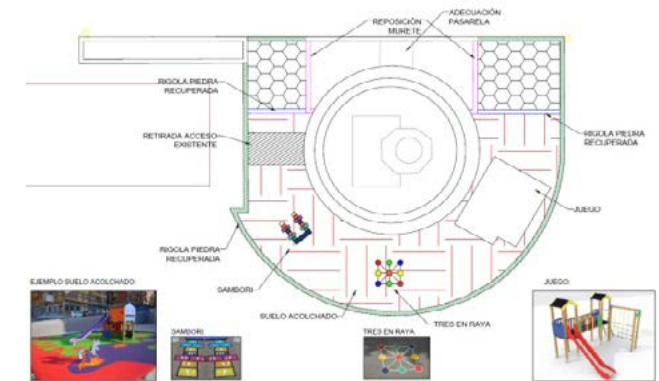 ADECUACIÓN
PASARELA
REPOSICIÓN
MURETE
RIGOLA PIEDRA
RECUPERADA
RETIRADA ACCESO
EXISTENTE
RIGOLA PIEDRA
RECUPERADA
JUEGO
RIGOLA PIEDRA
RECUPERADA
SAMBORI
SUELO ACOLCHADO
TRES EN RAYA
EJEMPLO SUELO ACOLCHADO:
SAMBORI
TRES EN RAYA
JUEGO: